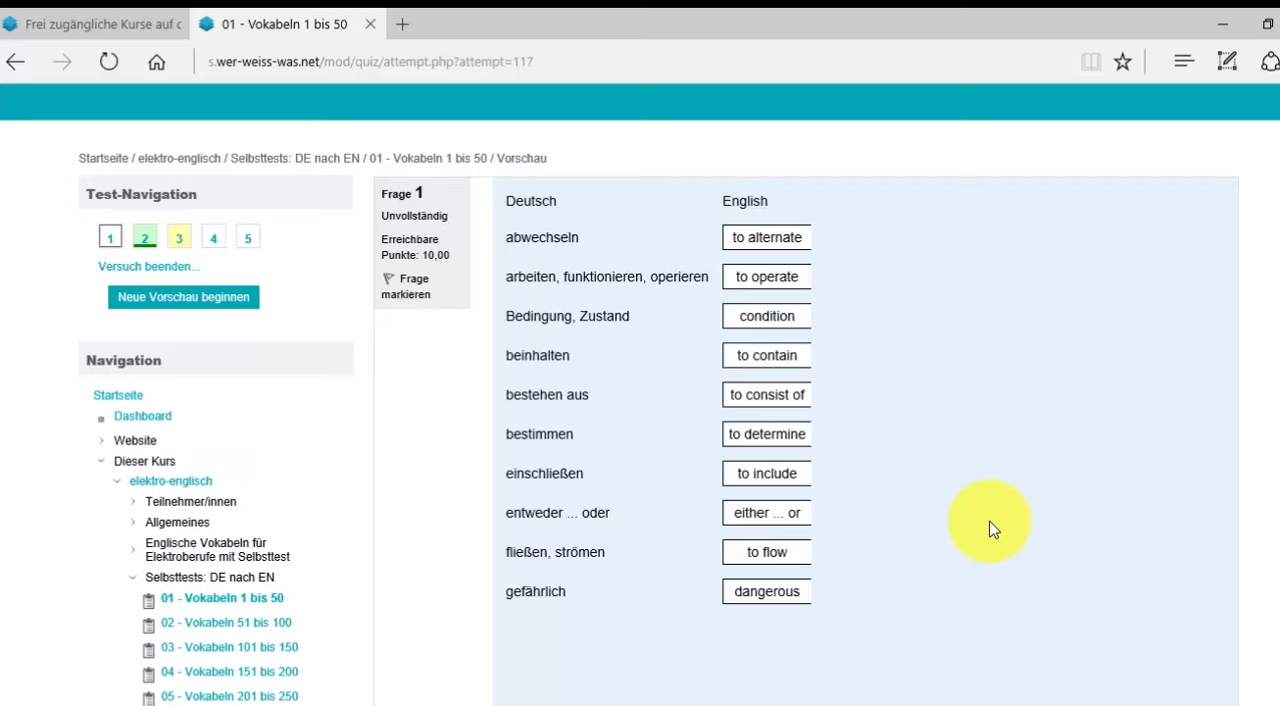 Frei zugängliche Kurse auf
01 - Vokabeln 1 bis 50
s.wer-weiss-was.net/mod/quiz/attempt.php?attempt=117
Startseite / elektro-englisch / Selbsttests: DE nach EN / 01 - Vokabeln 1 bis 50 / Vorschau
Test-Navigation
1 2 3 4 5
Versuch beenden...
Neue Vorschau beginnen
Navigation
Startseite
Dashboard
Website
Dieser Kurs
elektro-englisch
Teilnehmer/innen
Allgemeines
Englische Vokabeln für
Elektroberufe mit Selbsttest
Selbsttests: DE nach EN
01 - Vokabeln 1 bis 50
02 - Vokabeln 51 bis 100
03 - Vokabeln 101 bis 150
04 - Vokabeln 151 bis 200
05 - Vokabeln 201 bis 250
Frage 1
Unvollständig
Erreichbare
Punkte: 10,00
Frage
markieren
Deutsch English
abwechseln to alternate
arbeiten, funktionieren, operieren to operate
Bedingung, Zustand condition
beinhalten to contain
bestehen aus to consist of
bestimmen to determine
einschließen to include
entweder ... oder either ... or
fließen, strömen to flow
gefährlich dangerous